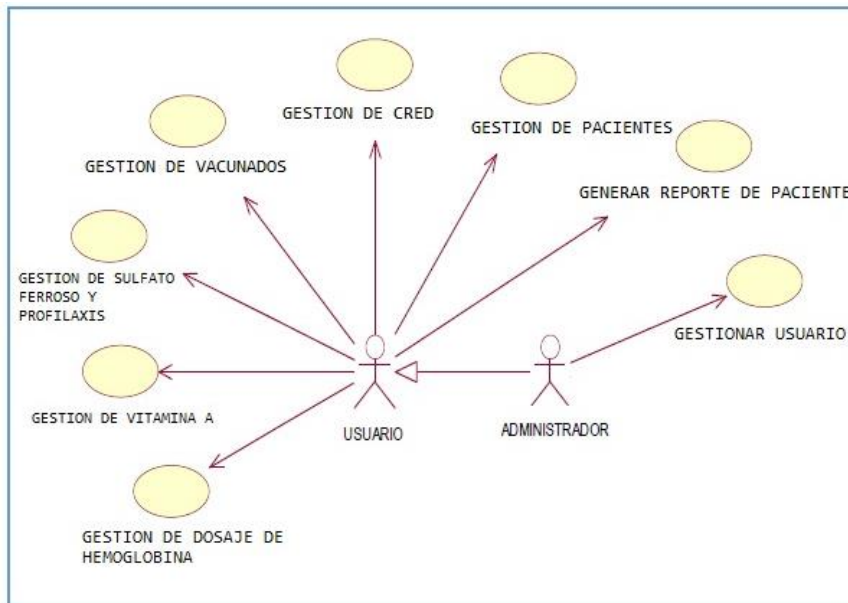 GESTION DE CRED
GESTION DE PACIENTES
GESTION DE VACUNADOS
GENERAR REPORTE DE PACIENTE
GESTION DE SULFATO
FERROSO Y
PROFILAXIS
GESTIONAR USUARIO
GESTION DE VITAMINA A
USUARIO
ADMINISTRADOR
GESTION DE DOSAJE DE
HEMOGLOBINA